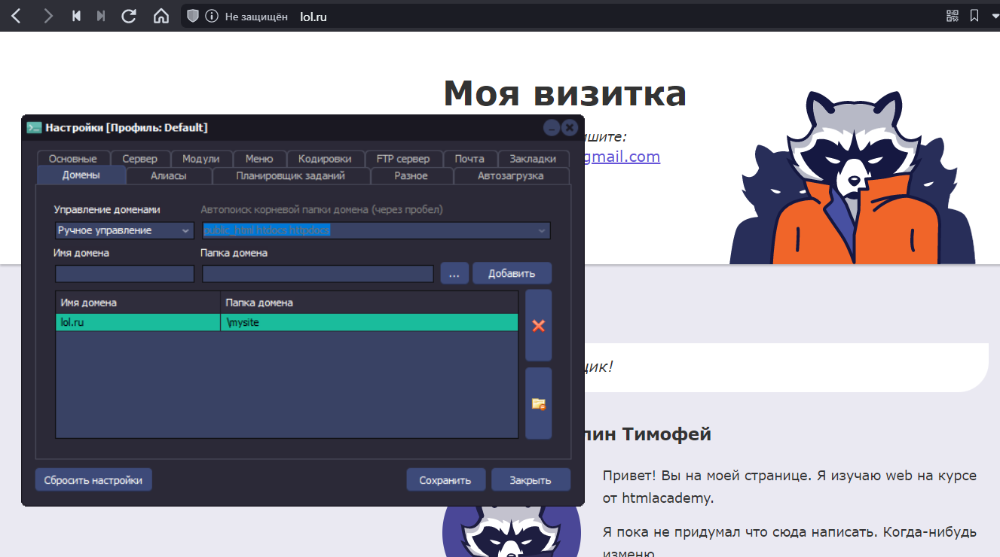 Не защищён lol.ru
Моя визитка
gmail.com
Настройки [Профиль: Default]
Основные Сервер Модули Меню Кодировки FTP сервер Почта Закладки
Домены Алиасы Планировщик заданий Разное Автозагрузка
Управление доменами Автопоиск корневой папки домена (через пробел)
Ручное управление public_html htdocs httpdocs
Имя домена Папка домена
... Добавить
Имя домена Папка домена
lol.ru \mysite
Сбросить настройки Сохранить Закрыть
Тимофей
Привет! Вы на моей странице. Я изучаю web на курсе
от htmlacademy.
Я пока не придумал что сюда написать. Когда-нибудь
изменю